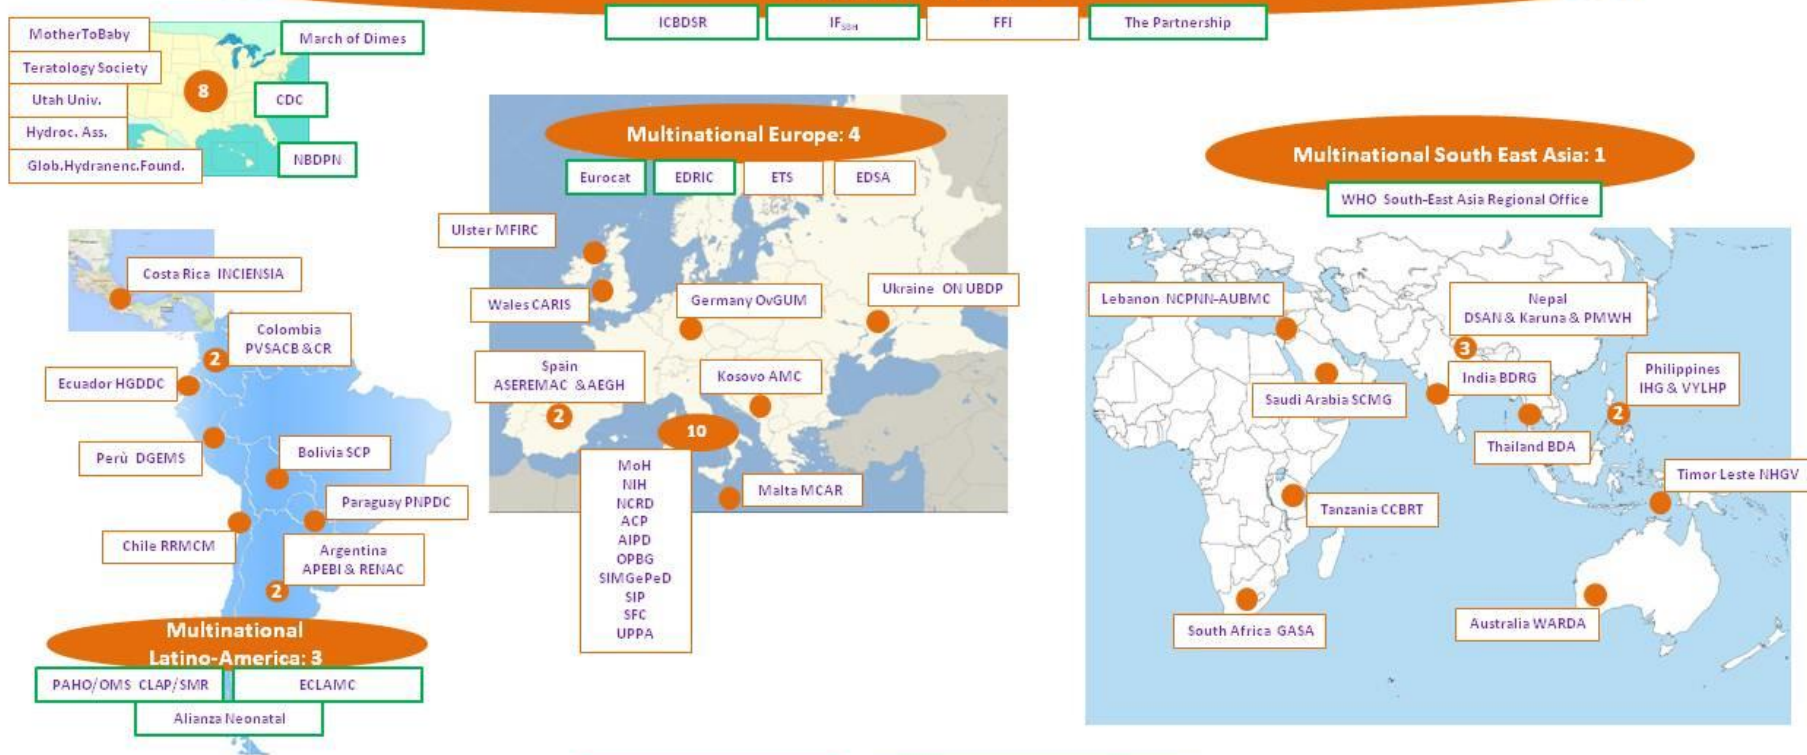 ICBDSR
IFSBH
FFI
The Partnership
MotherToBaby
Teratology Society
Utah Univ.
Hydroc. Ass.
Glob.Hydranenc.Found.
8
March of Dimes
CDC
NBDPN
Costa Rica INCIENSIA
Colombia
PVSACB &CR
2
Ecuador HGDDC
Perù DGEMS
Bolivia SCP
Paraguay PNPDC
Chile RRMCM
Argentina
APEBI & RENAC
2
Multinational
Latino-America: 3
PAHO/OMS CLAP/SMR
ECLAMC
Alianza Neonatal
Multinational Europe: 4
Eurocat
EDRIC
ETS
EDSA
Ulster MFIRC
Wales CARIS
Germany OvGUM
Ukraine ON UBDP
Spain
ASEREMAC &AEGH
2
Kosovo AMC
10
MoH
NIH
NCRD
ACP
AIPD
OPBG
SIMGePeD
SIP
SFC
UPPA
Malta MCAR
Multinational South East Asia: 1
WHO South-East Asia Regional Office
Lebanon NCPNN-AUBMC
Nepal
DSAN & Karuna & PMWH
3
India BDRG
Saudi Arabia SCMG
Philippines
IHG & VYLHP
2
Thailand BDA
Timor Leste NHGV
Tanzania CCBRT
South Africa GASA
Australia WARDA